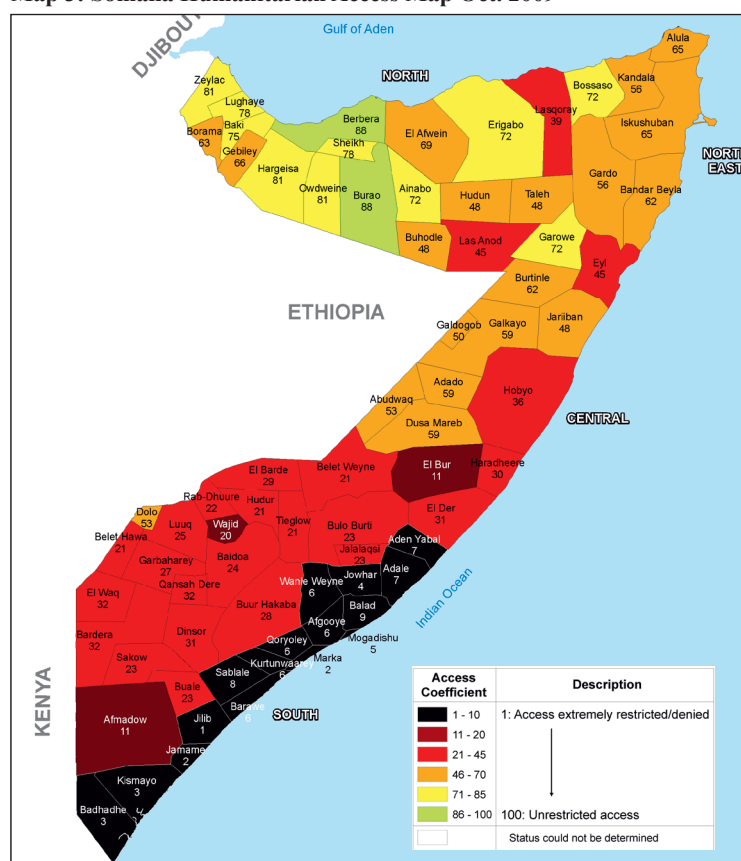 Gulf of Aden
DJIBOUTI
NORTH
Alula
65
Kandala
56
Bossaso
72
Lasqoray
39
Zeylac
81
Lughaye
78
Berbera
88
Iskushuban
65
Borama
63
Baki
75
El Afwein
69
Erigabo
72
Sheikh
78
Gebiley
66
NORTH
EAST
Hargeisa
81
Owdweine
81
Burao
88
Ainabo
72
Hudun
48
Taleh
48
Gardo
56
Bandar Beyla
62
Buhodle
48
Las Anod
45
Garowe
72
Eyl
45
Burtinle
62
ETHIOPIA
Galdogob
50
Galkayo
59
Jariiban
48
Adado
59
Abudwaq
53
Hobyo
36
CENTRAL
Dusa Mareb
59
El Bur
11
Haradheere
30
El Barde
29
Belet Weyne
21
Rab-Dhuure
22
Hudur
21
El Der
31
Dolo
53
Luuq
25
Wajid
20
Tieglow
21
Bulo Burti
23
Aden Yabal
7
Belet Hawa
21
Jalalaqsi
23
Garbaharey
27
Baidoa
24
Qansah Dere
32
Wanle Weyne
6
Jowhar
4
Adale
7
El Waq
32
Buur Hakaba
28
Balad
9
Indian Ocean
Afgooye
6
Bardera
32
Dinsor
31
Qoryoley
6
Mogadishu
5
Sakow
23
Kurtunwaarey
6
Marka
2
Sablale
8
Buale
23
Barawe
6
SOUTH
KENYA
Afmadow
11
Jilib
1
Jamame
2
Kismayo
3
Badhadhe
3
Access
Coefficient
Description
1 - 10
1: Access extremely restricted/denied
11 - 20
21 - 45
46 - 70
71 - 85
86 - 100
100: Unrestricted access
Status could not be determined